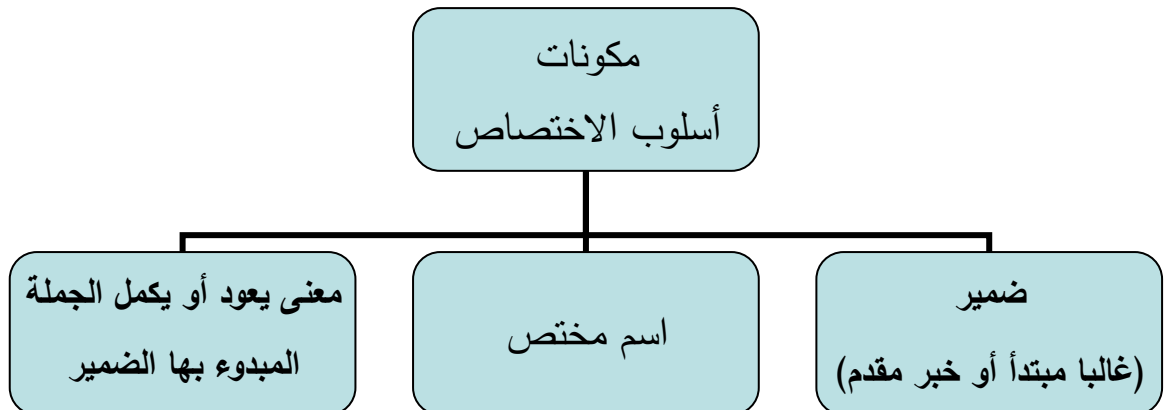 مكونات
أسلوب الاختصاص
ضمير
(غالبا مبتدأ أو خبر مقدم)
اسم مختص
معنى يعود أو يكمل الجملة
المبدوء بها الضمير